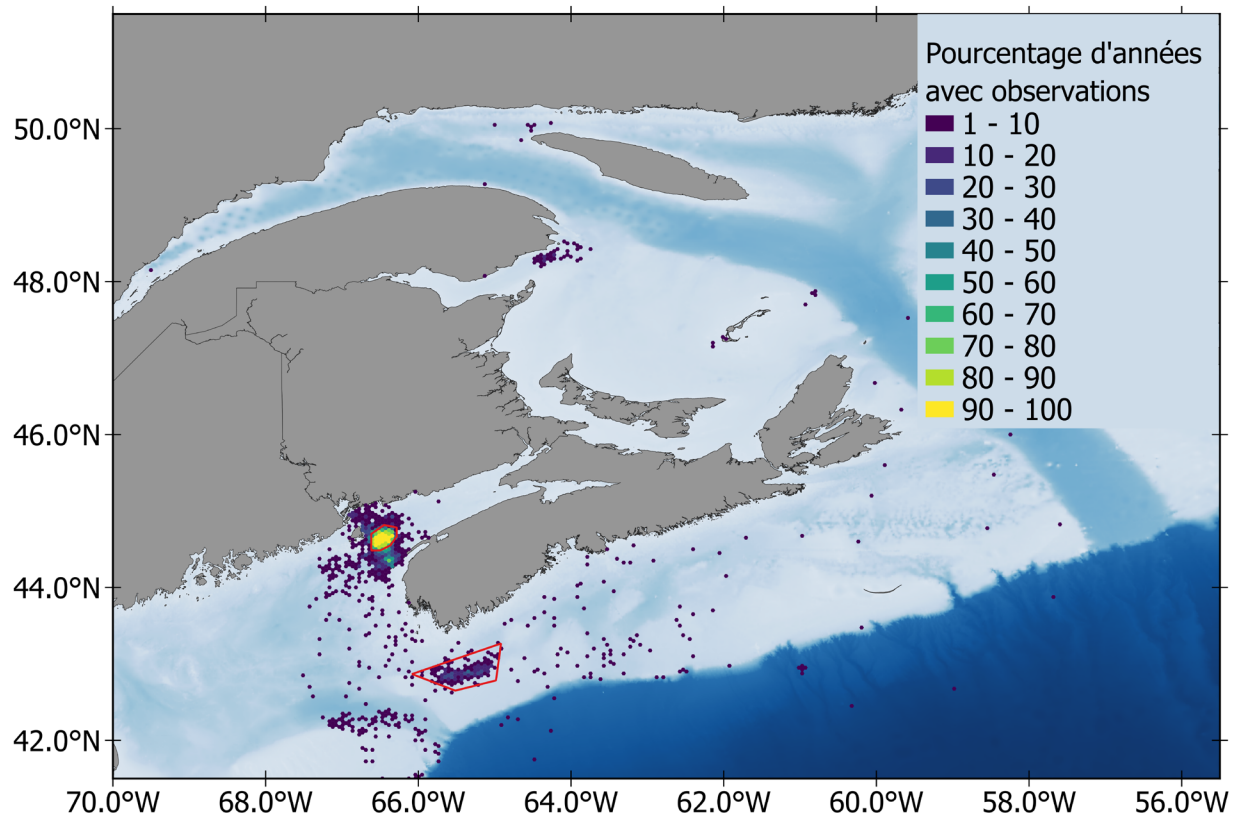 Pourcentage d'années
avec observations
1 - 10
10 - 20
20 - 30
30 - 40
40 - 50
50 - 60
60 - 70
70 - 80
80 - 90
90 - 100
50.0°N
48.0°N
46.0°N
44.0°N
42.0°N
70.0°W 68.0°W 66.0°W 64.0°W 62.0°W 60.0°W 58.0°W 56.0°W